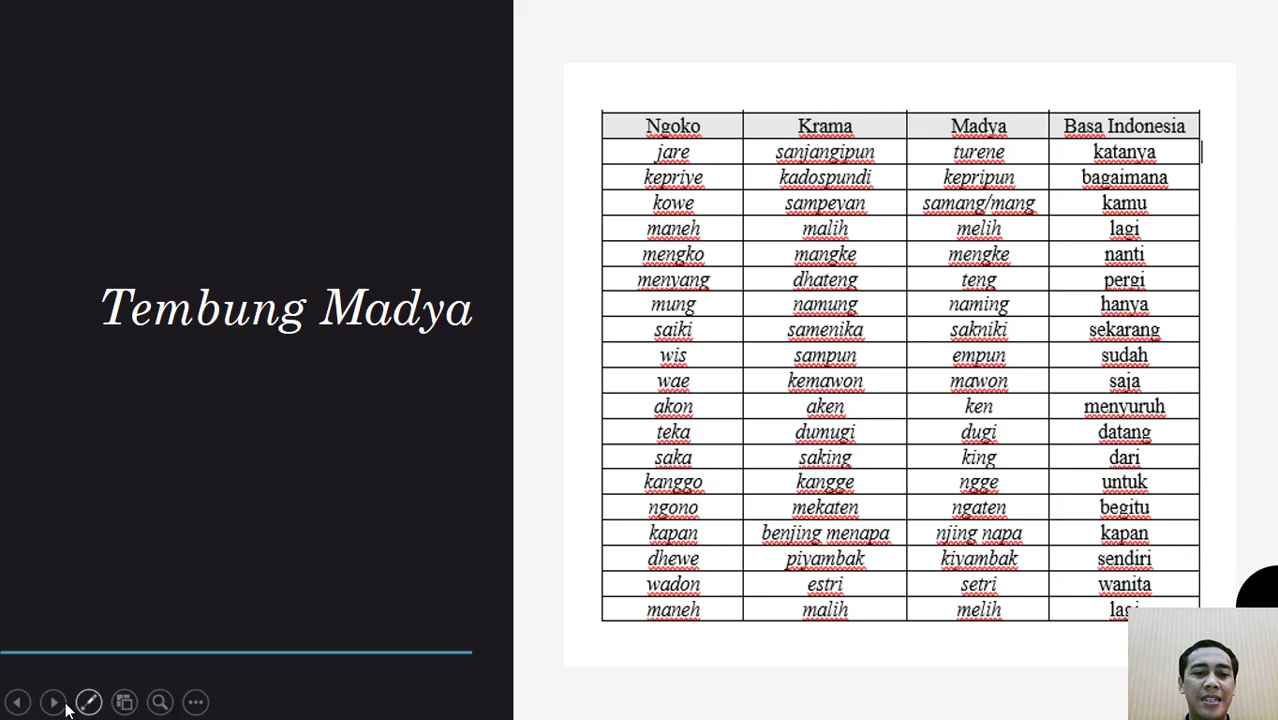 Tembung Madya
Ngoko Krama Madya Basa Indonesia
jare sanjangipun turene katanya
kepriye kadospundi kepripun bagaimana
kowe sampeyan samang/mang kamu
maneh malih melih lagi
mengko mangke mengke nanti
menyang dhateng teng pergi
mung namung naming hanya
saiki samenika sakniki sekarang
wis sampun empun sudah
wae kemawon mawon saja
akon aken ken menyuruh
teka dumugi dugi datang
saka saking king dari
kanggo kangge ngge untuk
ngono mekaten ngaten begitu
kapan benjing menapa njing napa kapan
dhewe piyambak kiyambak sendiri
wadon estri setri wanita
maneh malih melih lagi